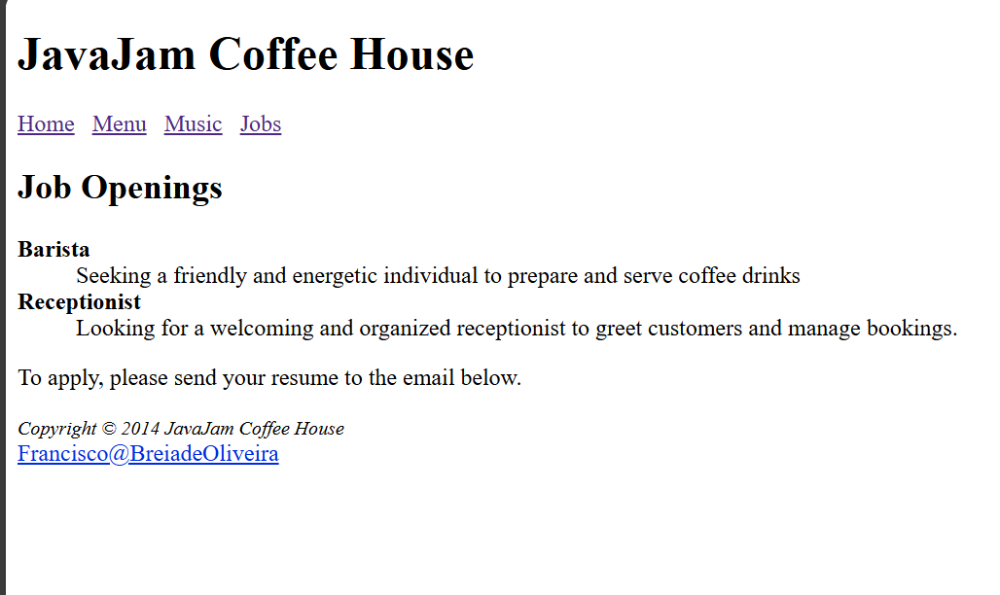 JavaJam Coffee House
Home Menu Music Jobs
Job Openings
Barista
Seeking a friendly and energetic individual to prepare and serve coffee drinks
Receptionist
Looking for a welcoming and organized receptionist to greet customers and manage bookings.
To apply, please send your resume to the email below.
Copyright © 2014 JavaJam Coffee House
Francisco@BreiadeOliveira